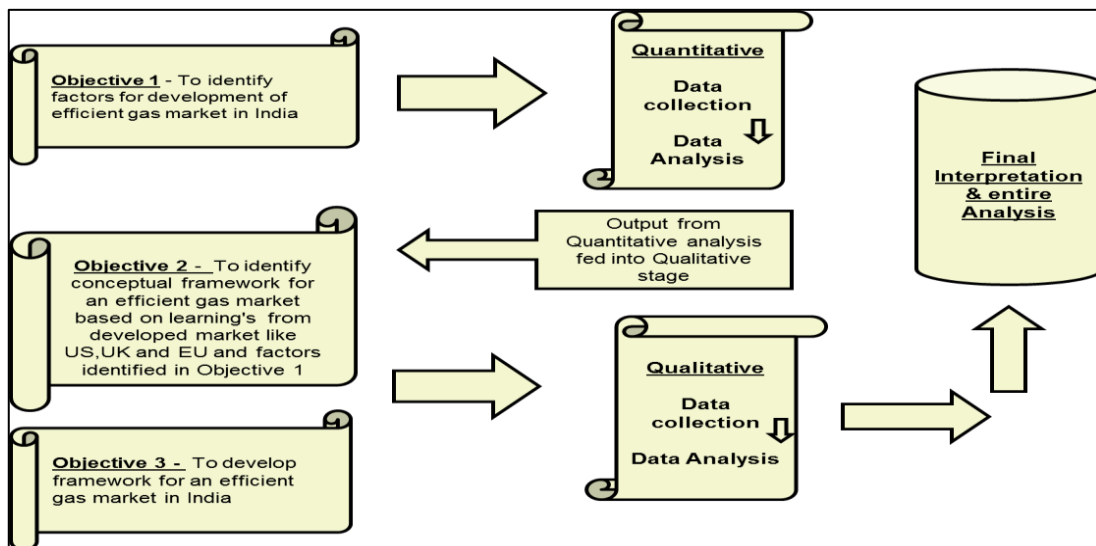 Objective 1 - To identify
factors for development of
efficient gas market in India
Quantitative
Data
collection
Data
Analysis
Final
Interpretation
& entire
Analysis
Output from
Quantitative analysis
fed into Qualitative
stage
Objective 2 - To identify
conceptual framework for
an efficient gas market
based on learning's from
developed market like
US,UK and EU and factors
identified in Objective 1
Qualitative
Data
collection
Data Analysis
Objective 3 - To develop
framework for an efficient
gas market in India